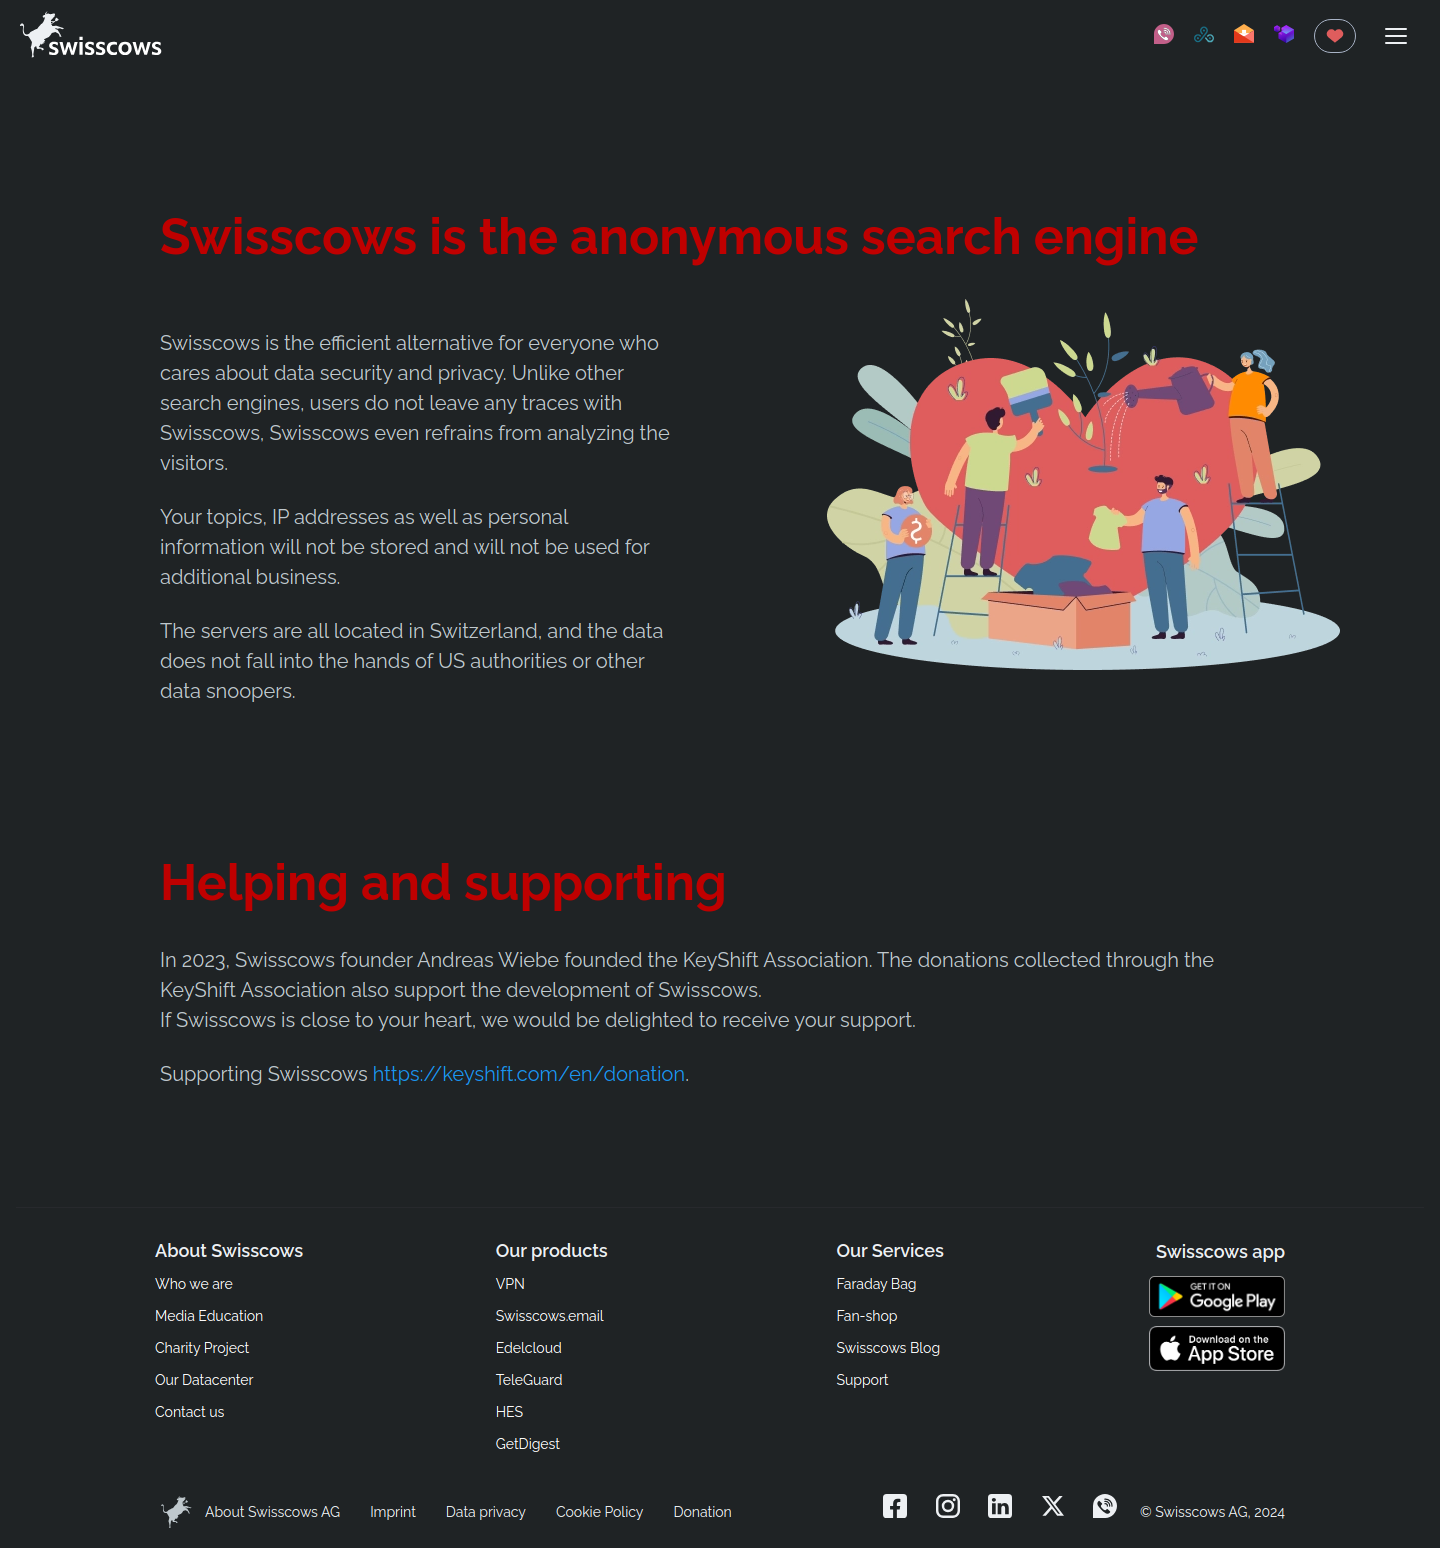 swisscows
Swisscows is the anonymous search engine
Swisscows is the efficient alternative for everyone who
cares about data security and privacy. Unlike other
search engines, users do not leave any traces with
Swisscows, Swisscows even refrains from analyzing the
visitors.
Your topics, IP addresses as well as personal
information will not be stored and will not be used for
additional business.
The servers are all located in Switzerland, and the data
does not fall into the hands of US authorities or other
data snoopers.
Helping and supporting
In 2023, Swisscows founder Andreas Wiebe founded the KeyShift Association. The donations collected through the
KeyShift Association also support the development of Swisscows.
If Swisscows is close to your heart, we would be delighted to receive your support.
Supporting Swisscows https://keyshift.com/en/donation.
About Swisscows
Who we are
Media Education
Charity Project
Our Datacenter
Contact us
Our products
VPN
Swisscows.email
Edelcloud
TeleGuard
HES
GetDigest
Our Services
Faraday Bag
Fan-shop
Swisscows Blog
Support
Swisscows app
GET IT ON
Google Play
Download on the
App Store
About Swisscows AG Imprint Data privacy Cookie Policy Donation © Swisscows AG, 2024